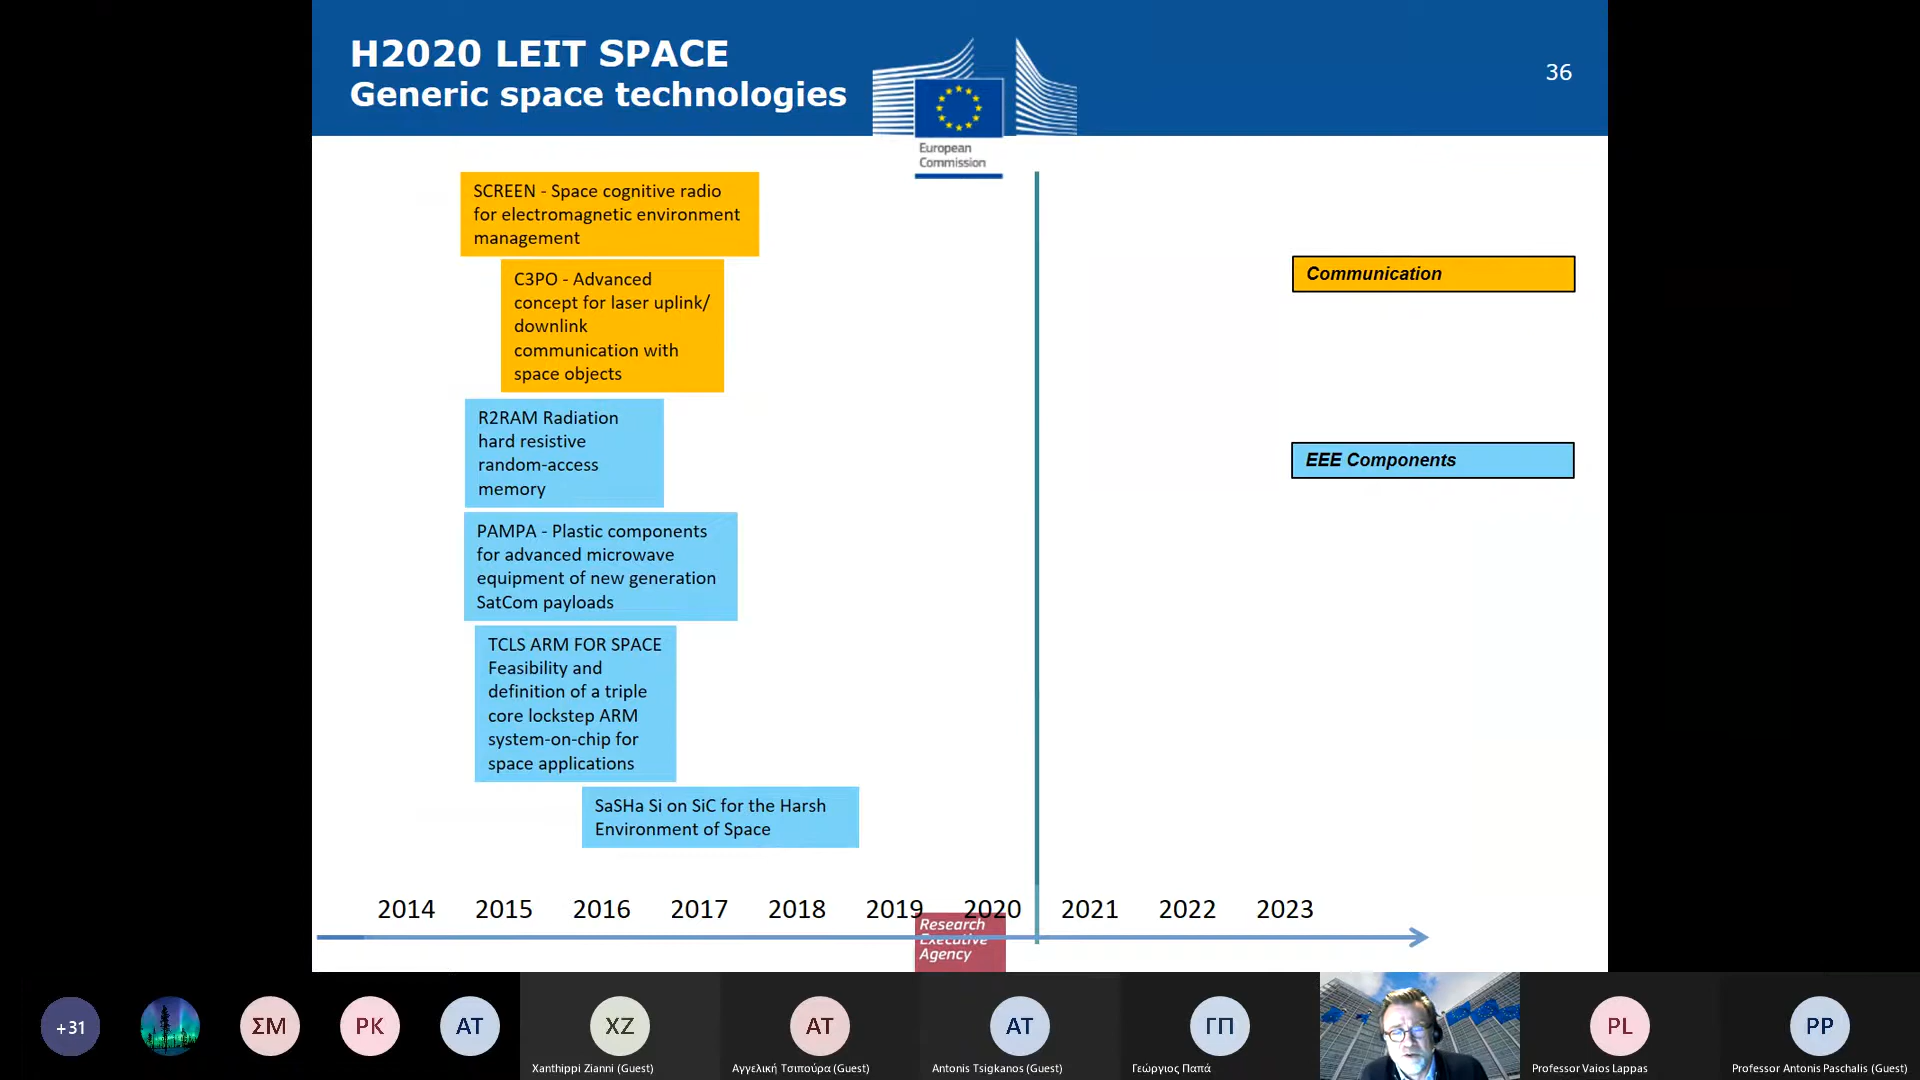 H2020 LEIT SPACE
Generic space technologies
36
European
Commission
SCREEN - Space cognitive radio
for electromagnetic environment
management
Communication
C3PO - Advanced
concept for laser uplink/
downlink
communication with
space objects
R2RAM Radiation
hard resistive
random-access
memory
EEE Components
PAMPA - Plastic components
for advanced microwave
equipment of new generation
SatCom payloads
TCLS ARM FOR SPACE
Feasibility and
definition of a triple
core lockstep ARM
system-on-chip for
space applications
SaSHa Si on SiC for the Harsh
Environment of Space
2014 2015 2016 2017 2018 2019 2020 2021 2022 2023
Research
Executive
Agency
+31
ΣΜ
PK
AT
XZ
AT
AT
ΓΠ
PL
PP
Xanthippi Zianni (Guest)
Αγγελική Τσιπούρα (Guest)
Antonis Tsigkanos (Guest)
Γεώργιος Παπά
Professor Vaios Lappas
Professor Antonis Paschalis (Guest)